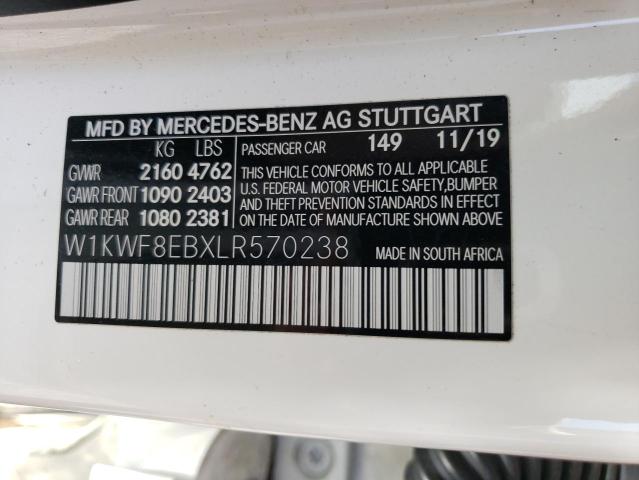 MFD BY MERCEDES-BENZ AG STUTTGART
KG LBS
GVWR 2160 4762
GAWR FRONT 1090 2403
GAWR REAR 1080 2381
PASSENGER CAR 149 11/19
THIS VEHICLE CONFORMS TO ALL APPLICABLE
U.S. FEDERAL MOTOR VEHICLE SAFETY,BUMPER
AND THEFT PREVENTION STANDARDS IN EFFECT
ON THE DATE OF MANUFACTURE SHOWN ABOVE.
W1KWF8EBXLR570238
MADE IN SOUTH AFRICA